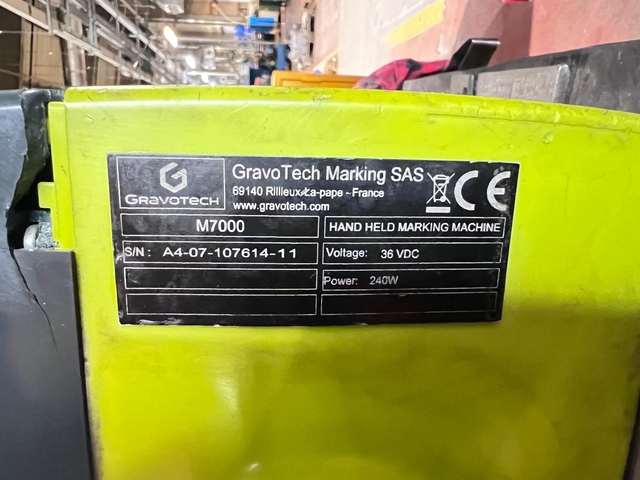 GRAVOTECH
GravoTech Marking SAS
69140 Rillieux-La-pape - France
www.gravotech.com
CE
M7000
HAND HELD MARKING MACHINE
S/N: A4-07-107614-11
Voltage: 36 VDC
Power: 240W